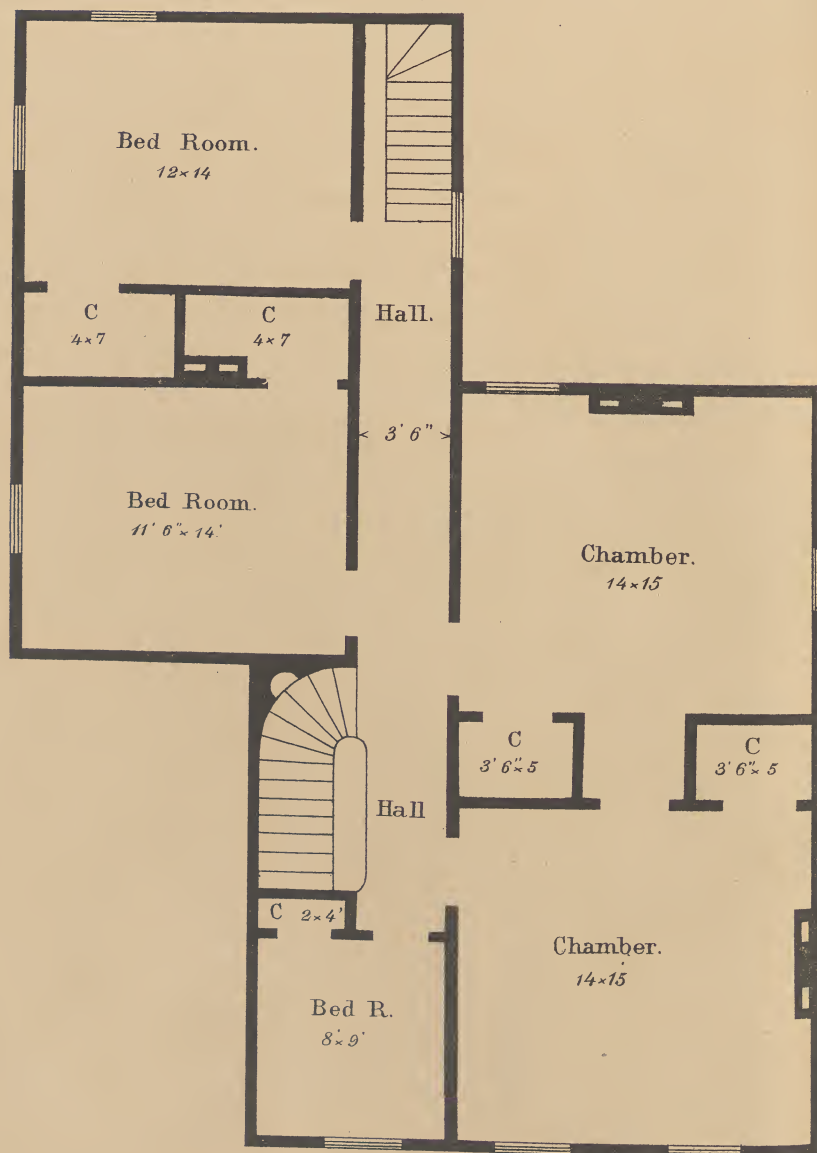 Bed Room.
12×14
C
4×7
C
4×7
Hall.
3' 6"
Bed Room.
11' 6"× 14'
Chamber.
14×15
C
3' 6"× 5
C
3' 6"× 5
Hall
C 2×4'
Chamber.
14×15
Bed R.
8'× 9'